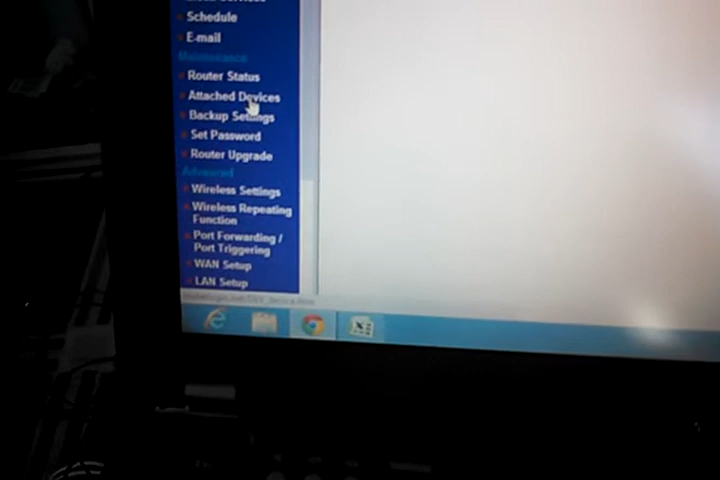 Schedule
E-mail
Maintenance
Router Status
Attached Devices
Backup Settings
Set Password
Router Upgrade
Advanced
Wireless Settings
Wireless Repeating
Function
Port Forwarding /
Port Triggering
WAN Setup
LAN Setup